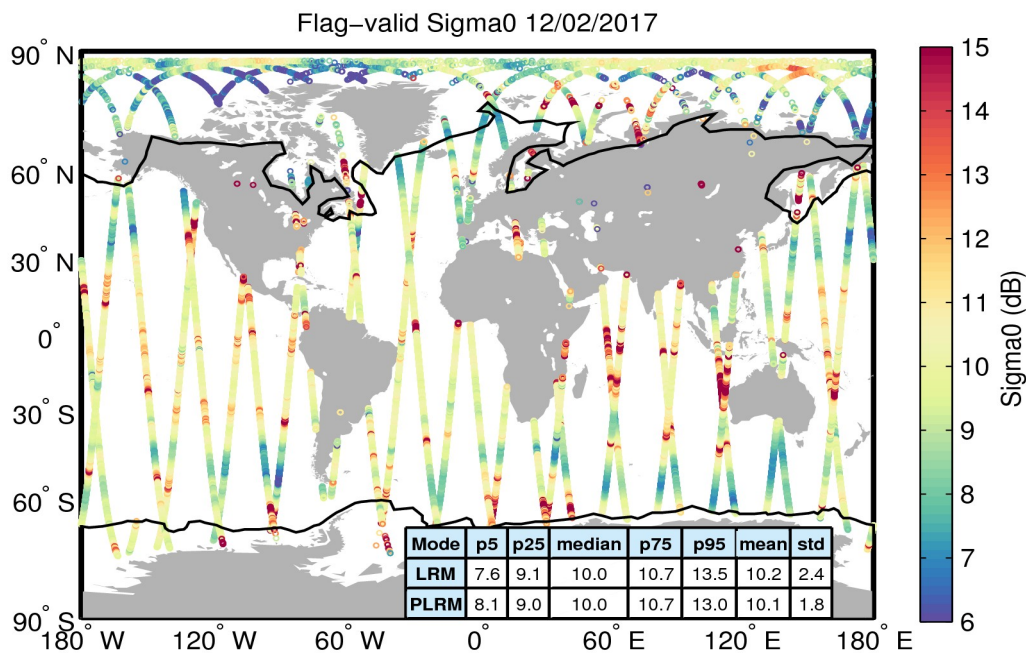 Flag−valid Sigma0 12/02/2017
90° N
60° N
30° N
0°
30° S
60° S
90° S
180° W
120° W
60° W
0°
60° E
120° E
180° E
Mode p5 p25 median p75 p95 mean std
LRM 7.6 9.1 10.0 10.7 13.5 10.2 2.4
PLRM 8.1 9.0 10.0 10.7 13.0 10.1 1.8
15
14
13
12
11
10
9
8
7
6
Sigma0 (dB)